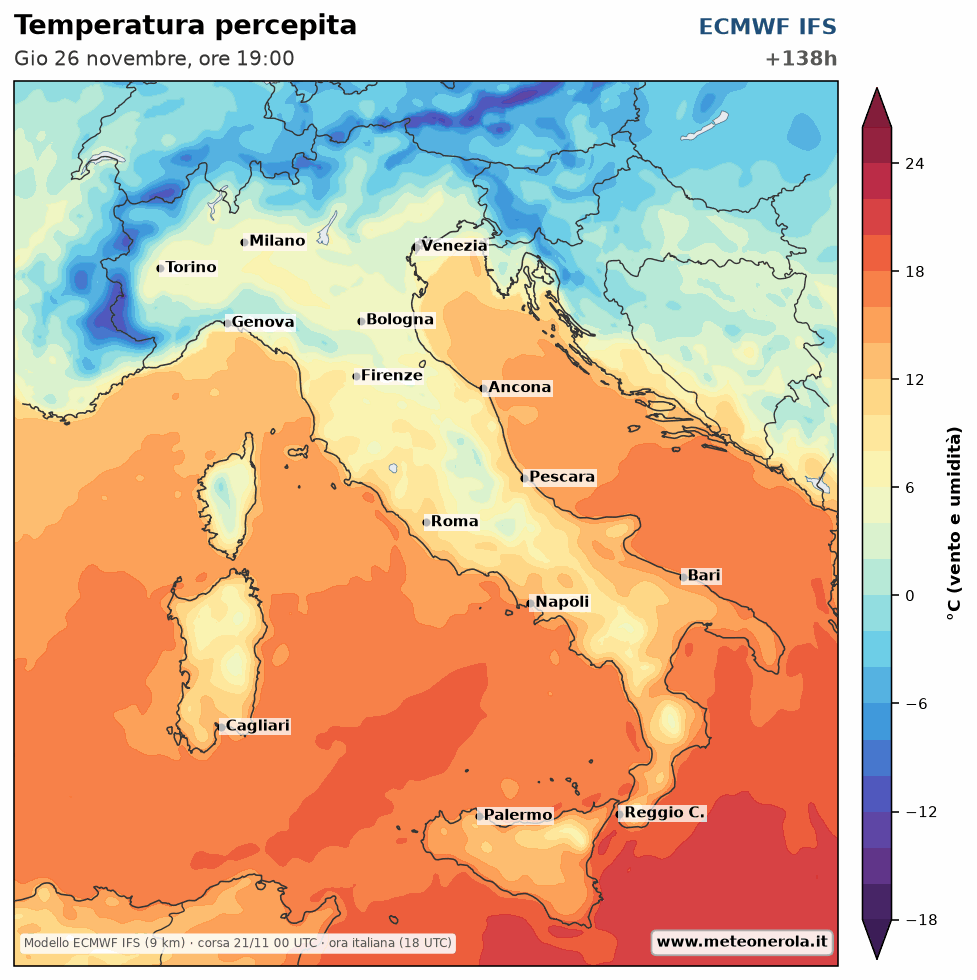 Temperatura percepita
ECMWF IFS
Gio 26 novembre, ore 19:00
+138h
Milano
Venezia
Torino
Genova
Bologna
Firenze
Ancona
Pescara
Roma
Bari
Napoli
Cagliari
Palermo
Reggio C.
24
18
12
6
0
−6
−12
−18
°C (vento e umidità)
Modello ECMWF IFS (9 km) · corsa 21/11 00 UTC · ora italiana (18 UTC)
www.meteonerola.it